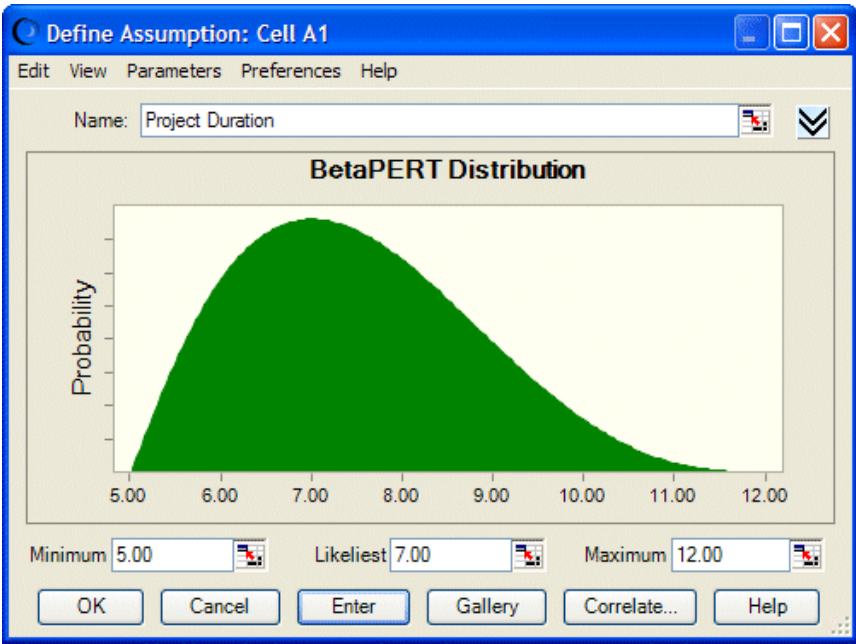 Define Assumption: Cell A1
Edit View Parameters Preferences Help
Name: Project Duration
BetaPERT Distribution
Probability
5.00 6.00 7.00 8.00 9.00 10.00 11.00 12.00
Minimum 5.00 Likeliest 7.00 Maximum 12.00
OK Cancel Enter Gallery Correlate... Help